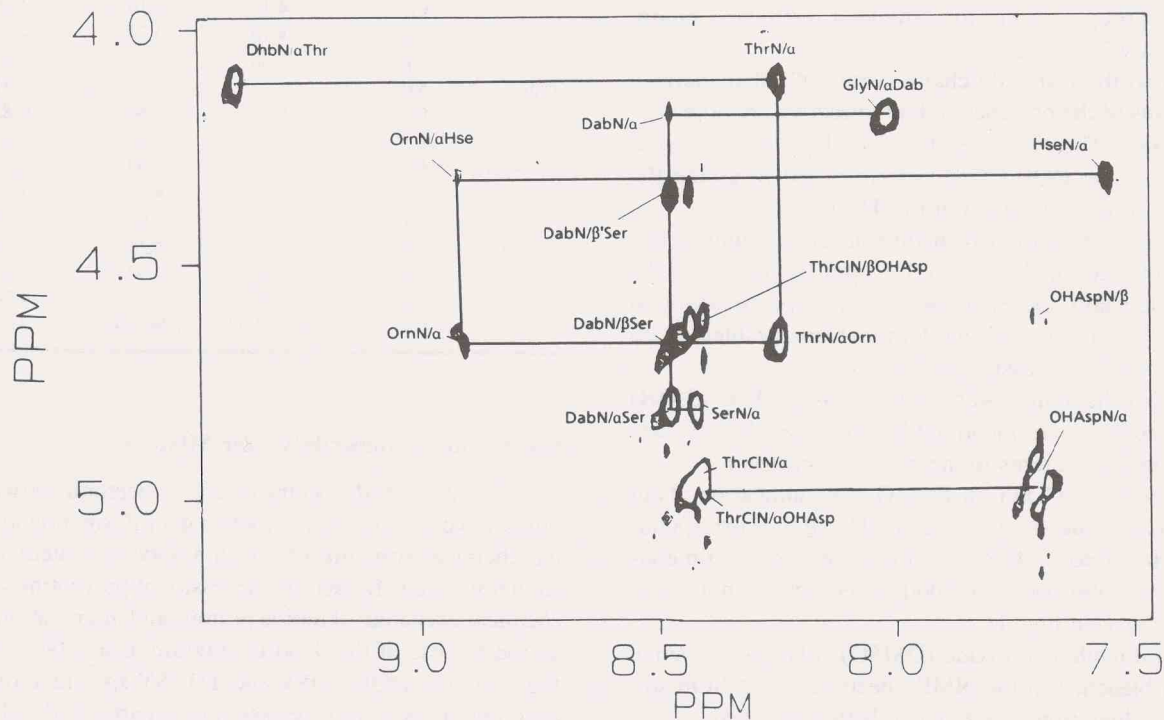 4.0
DhbN/αThr
ThrN/α
GlyN/αDab
DabN/α
OrnN/αHse
HseN/α
DabN/β'Ser
4.5
ThrClN/βOHAsp
OHAspN/β
OrnN/α
DabN/βSer
ThrN/αOrn
PPM
DabN/αSer
SerN/α
OHAspN/α
ThrClN/α
5.0
ThrClN/αOHAsp
9.0
8.5
8.0
7.5
PPM